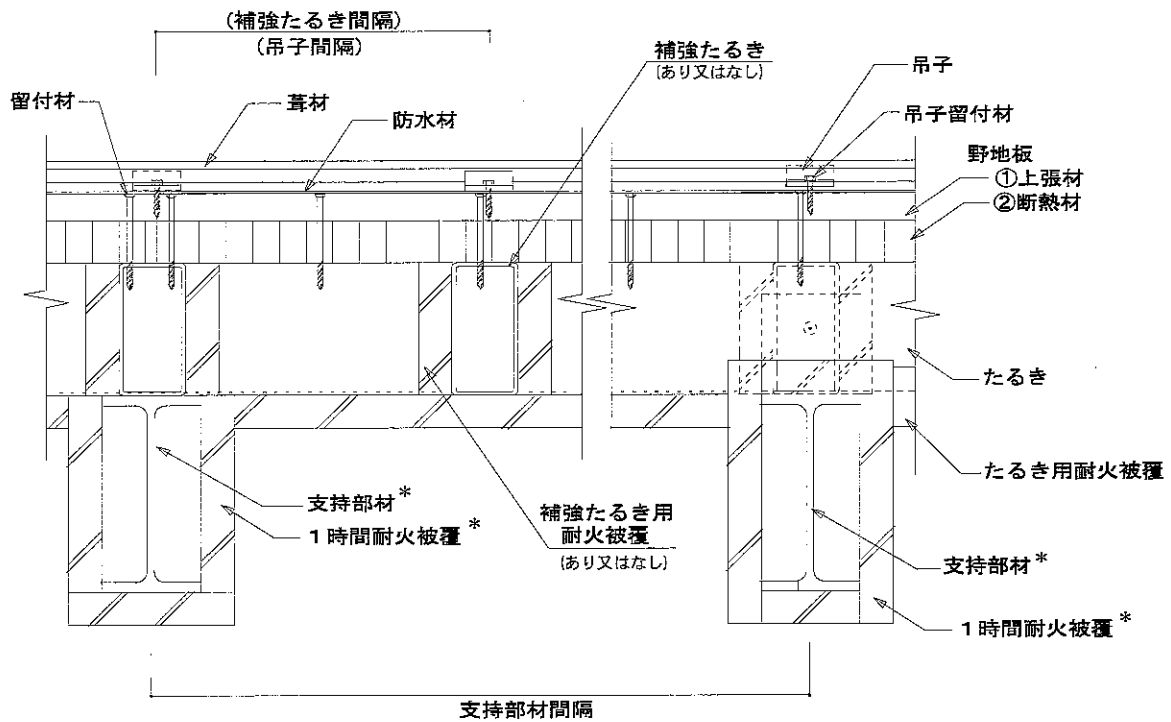 (補強たるき間隔)
(吊子間隔)
補強たるき
(あり又はなし)
吊子
留付材
葺材
防水材
吊子留付材
野地板
①上張材
②断熱材
たるき
たるき用耐火被覆
支持部材*
1時間耐火被覆*
補強たるき用
耐火被覆
(あり又はなし)
支持部材*
1時間耐火被覆*
支持部材間隔